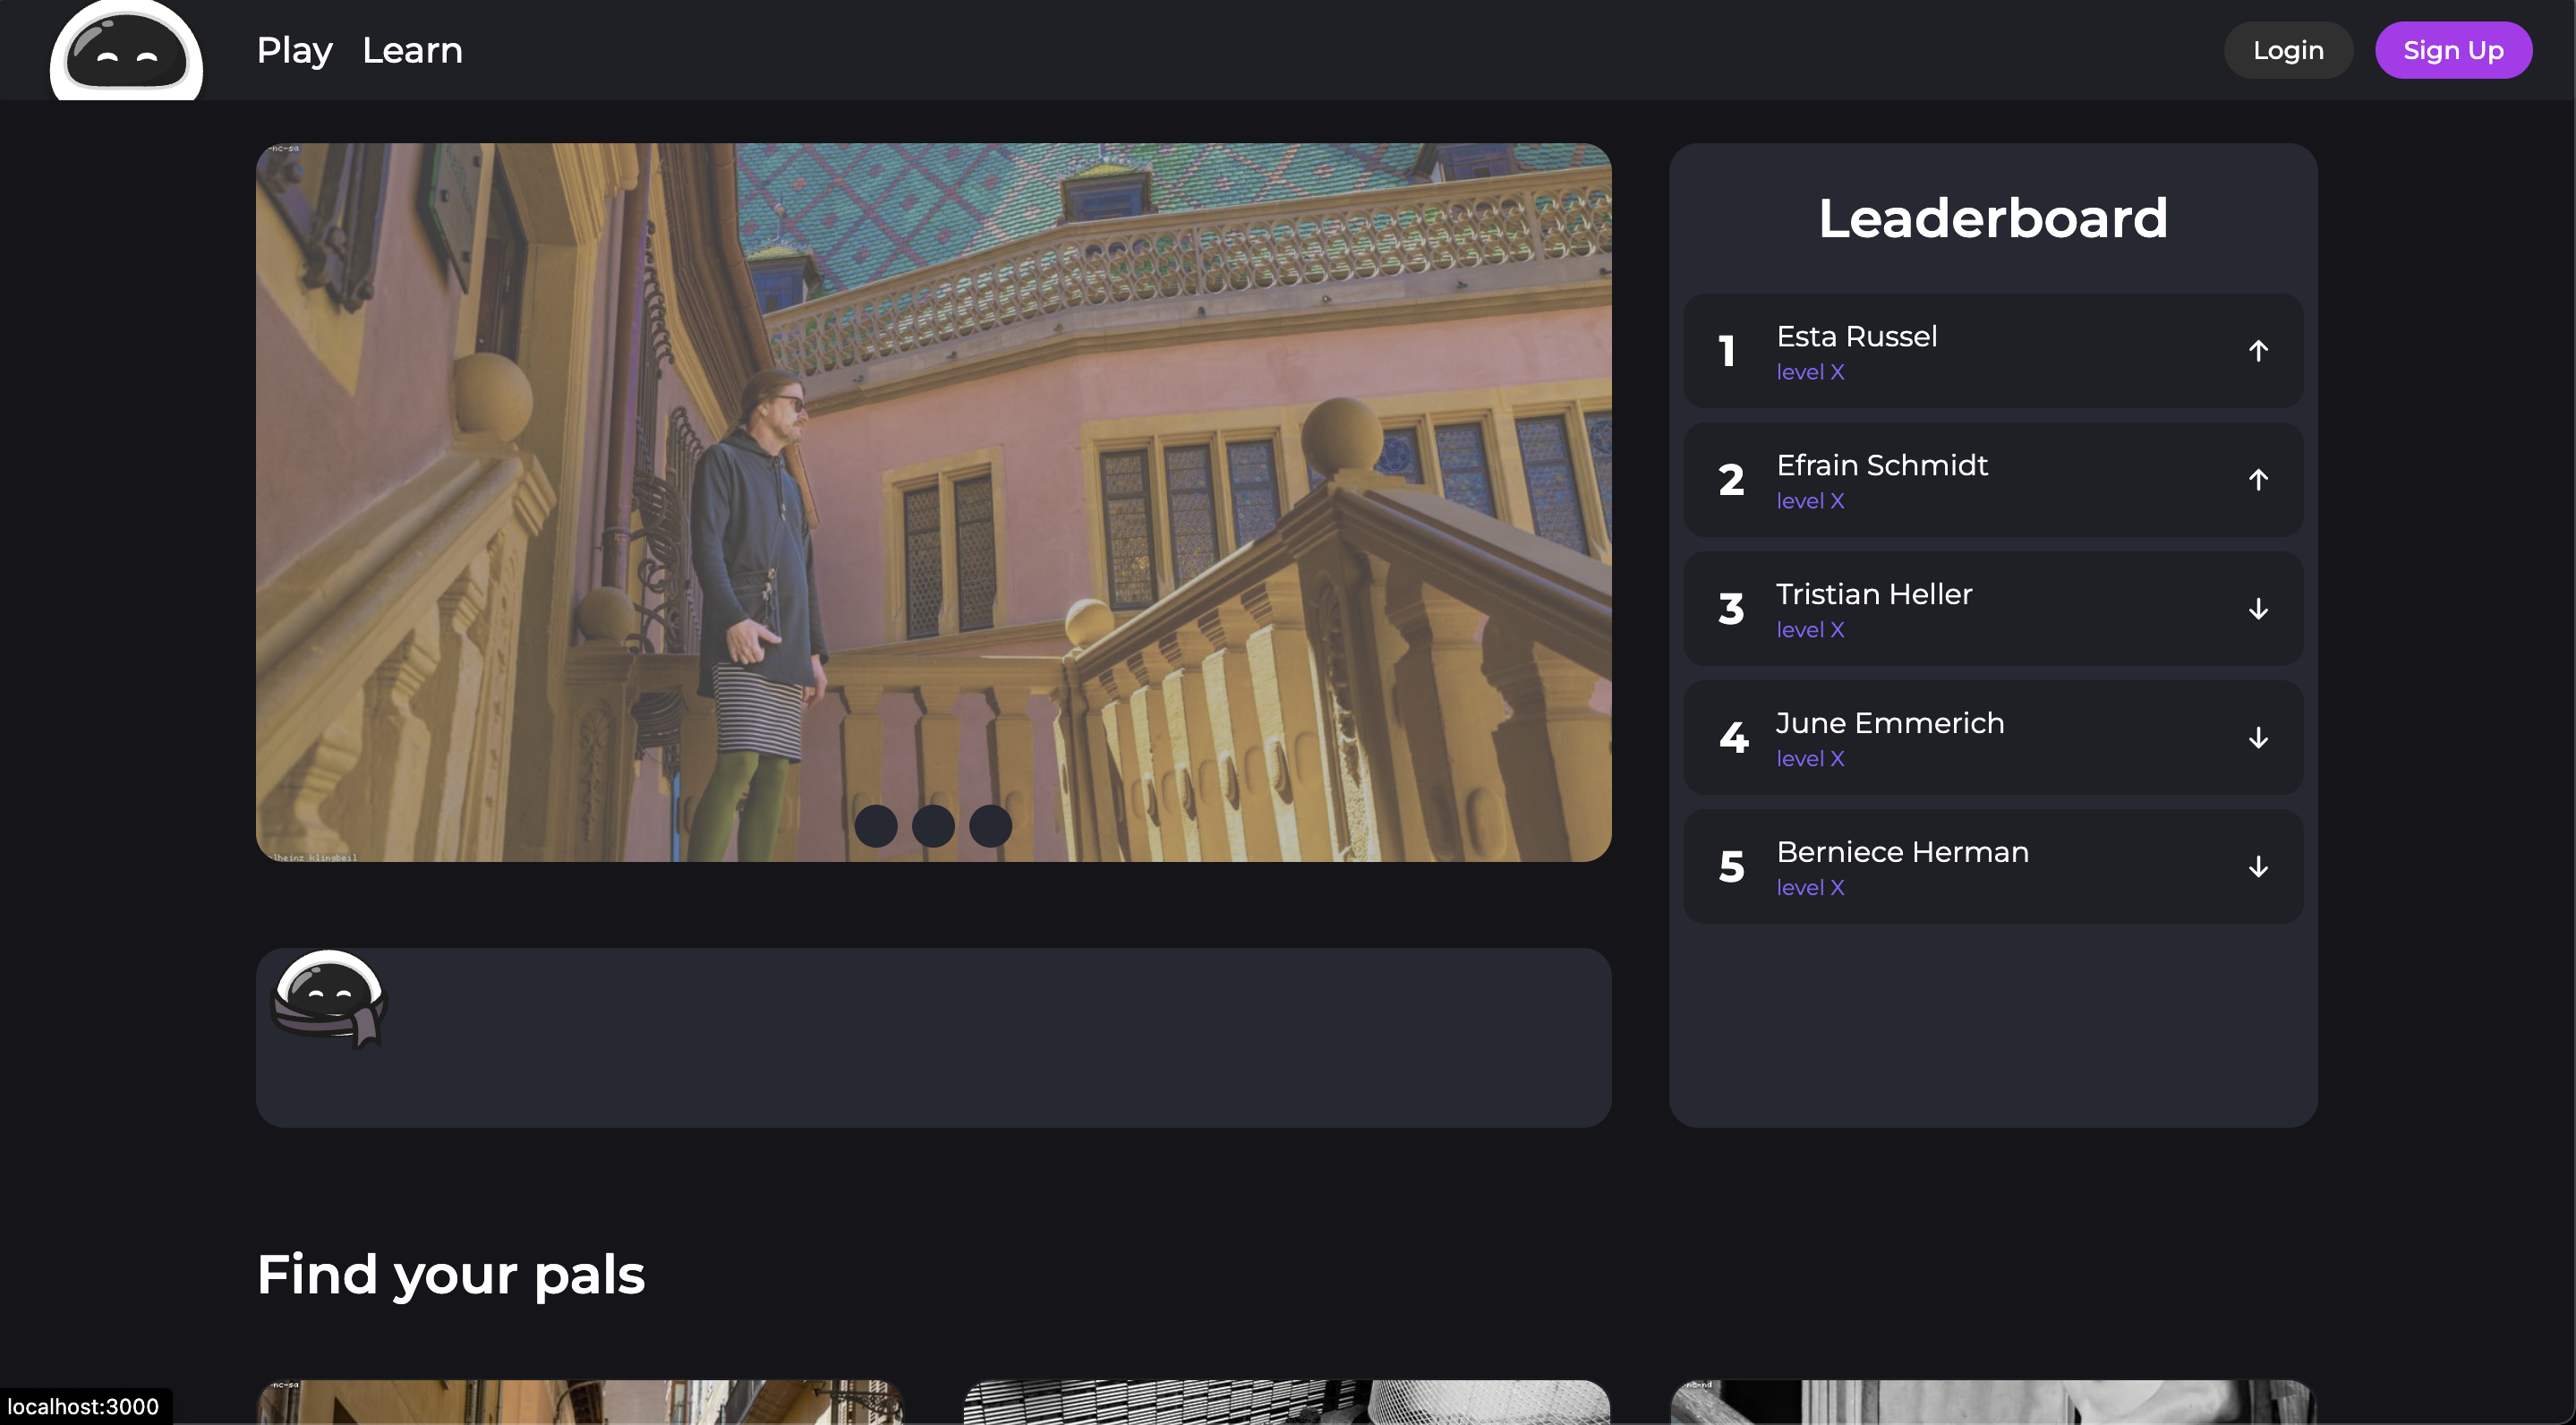 Play Learn
Login
Sign Up
-nc-sa
Leaderboard
1
Esta Russel
level X
2
Efrain Schmidt
level X
3
Tristian Heller
level X
4
June Emmerich
level X
5
Berniece Herman
level X
lheinz klingbeil
Find your pals
-nc-sa
-nc-nd
localhost:3000